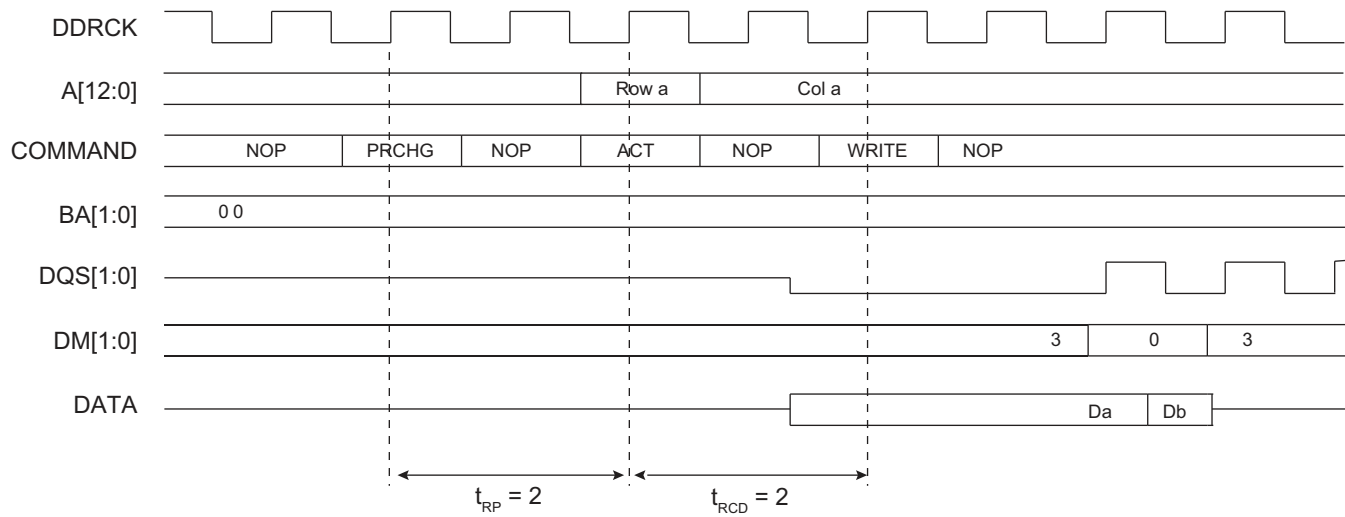 DDRCK
A[12:0] Row a Col a
COMMAND NOP PRCHG NOP ACT NOP WRITE NOP
BA[1:0] 0 0
DQS[1:0]
DM[1:0] 3 0 3
DATA Da Db
tRP = 2 tRCD = 2